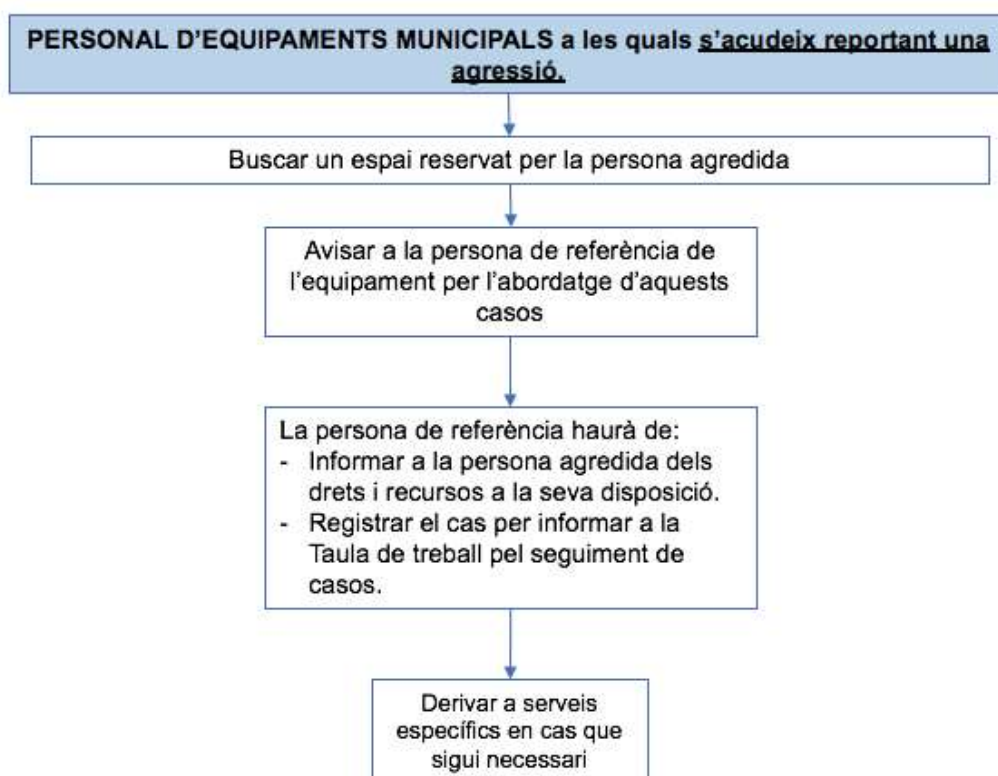 PERSONAL D'EQUIPAMENTS MUNICIPALS a les quals s'acudeix reportant una
agressió.
Buscar un espai reservat per la persona agredida
Avisar a la persona de referència de
l'equipament per l'abordatge d'aquests
casos
La persona de referència haurà de:
- Informar a la persona agredida dels
drets i recursos a la seva disposició.
- Registrar el cas per informar a la
Taula de treball pel seguiment de
casos.
Derivar a serveis
específics en cas que
sigui necessari